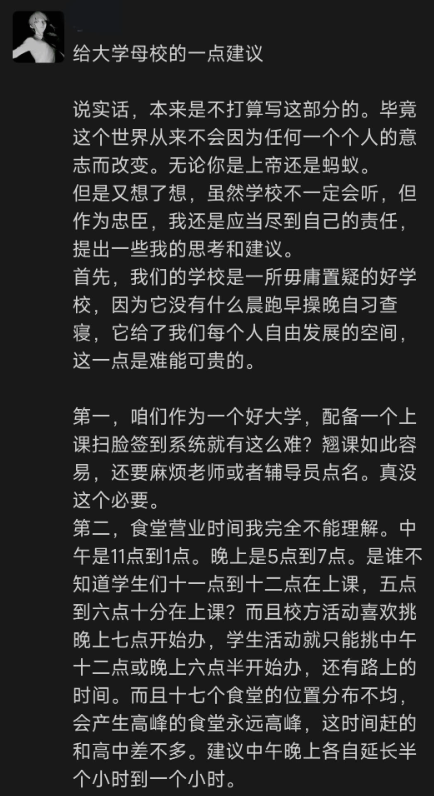 给大学母校的一点建议
说实话，本来是不打算写这部分的。毕竟
这个世界从来不会因为任何一个个人的意
志而改变。无论你是上帝还是蚂蚁。
但是又想了想，虽然学校不一定会听，但
作为忠臣，我还是应当尽到自己的责任，
提出一些我的思考和建议。
首先，我们的学校是一所毋庸置疑的好学
校，因为它没有什么晨跑早操晚自习查
寝，它给了我们每个人自由发展的空间，
这一点是难能可贵的。
第一，咱们作为一个好大学，配备一个上
课扫脸签到系统就有这么难？翘课如此容
易，还要麻烦老师或者辅导员点名。真没
这个必要。
第二，食堂营业时间我完全不能理解。中
午是11点到1点。晚上是5点到7点。是谁不
知道学生们十一点到十二点在上课，五点
到六点十分在上课？而且校方活动喜欢挑
晚上七点开始办，学生活动就只能挑中午
十二点或晚上六点半开始办，还有路上的
时间。而且十七个食堂的位置分布不均，
会产生高峰的食堂永远高峰，这时间赶的
和高中差不多。建议中午晚上各自延长半
个小时到一个小时。